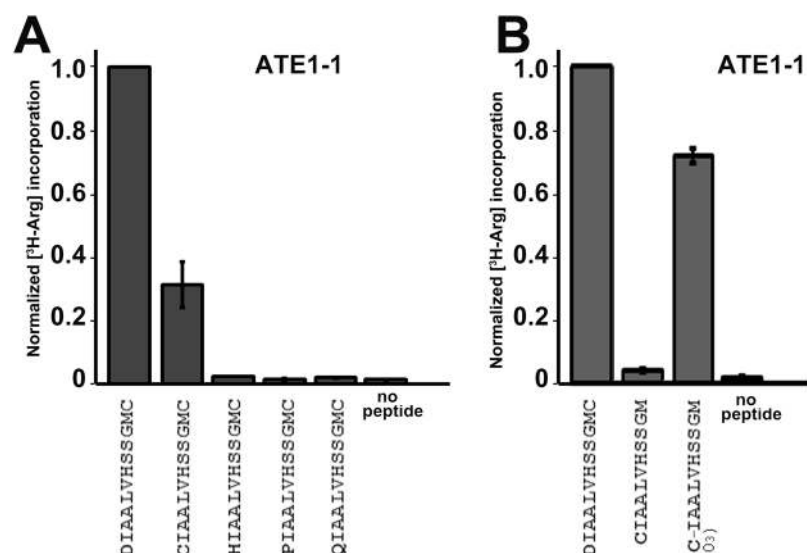 A
ATE1-1
Normalized [³H-Arg] incorporation
1.0
0.8
0.6
0.4
0.2
0
DIAALVHSSGMC
CIAALVHSSGMC
HIAALVHSSGMC
PIAALVHSSGMC
QIAALVHSSGMC
no
peptide
B
ATE1-1
Normalized [³H-Arg] incorporation
1.0
0.8
0.6
0.4
0.2
0
DIAALVHSSGMC
CIAALVHSSGM
C-IAALVHSSGM
O₃)
no
peptide